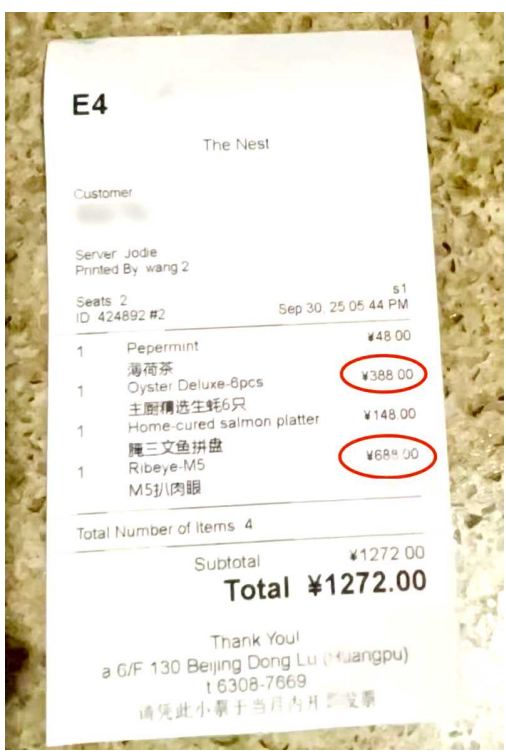 E4
The Nest
Customer
Server Jodie
Printed By wang 2
Seats 2 s1
ID 424892 #2 Sep 30, 25 05:44 PM
1 Pepermint ¥48.00
薄荷茶
1 Oyster Deluxe-6pcs ¥388.00
主厨精选生蚝6只
1 Home-cured salmon platter ¥148.00
腌三文鱼拼盘
1 Ribeye-M5 ¥688.00
M5扒肉眼
Total Number of Items 4
Subtotal ¥1272.00
Total ¥1272.00
Thank You!
a 6/F 130 Beijing Dong Lu (Huangpu)
t 6308-7669
请凭此小票于当月内开 发票